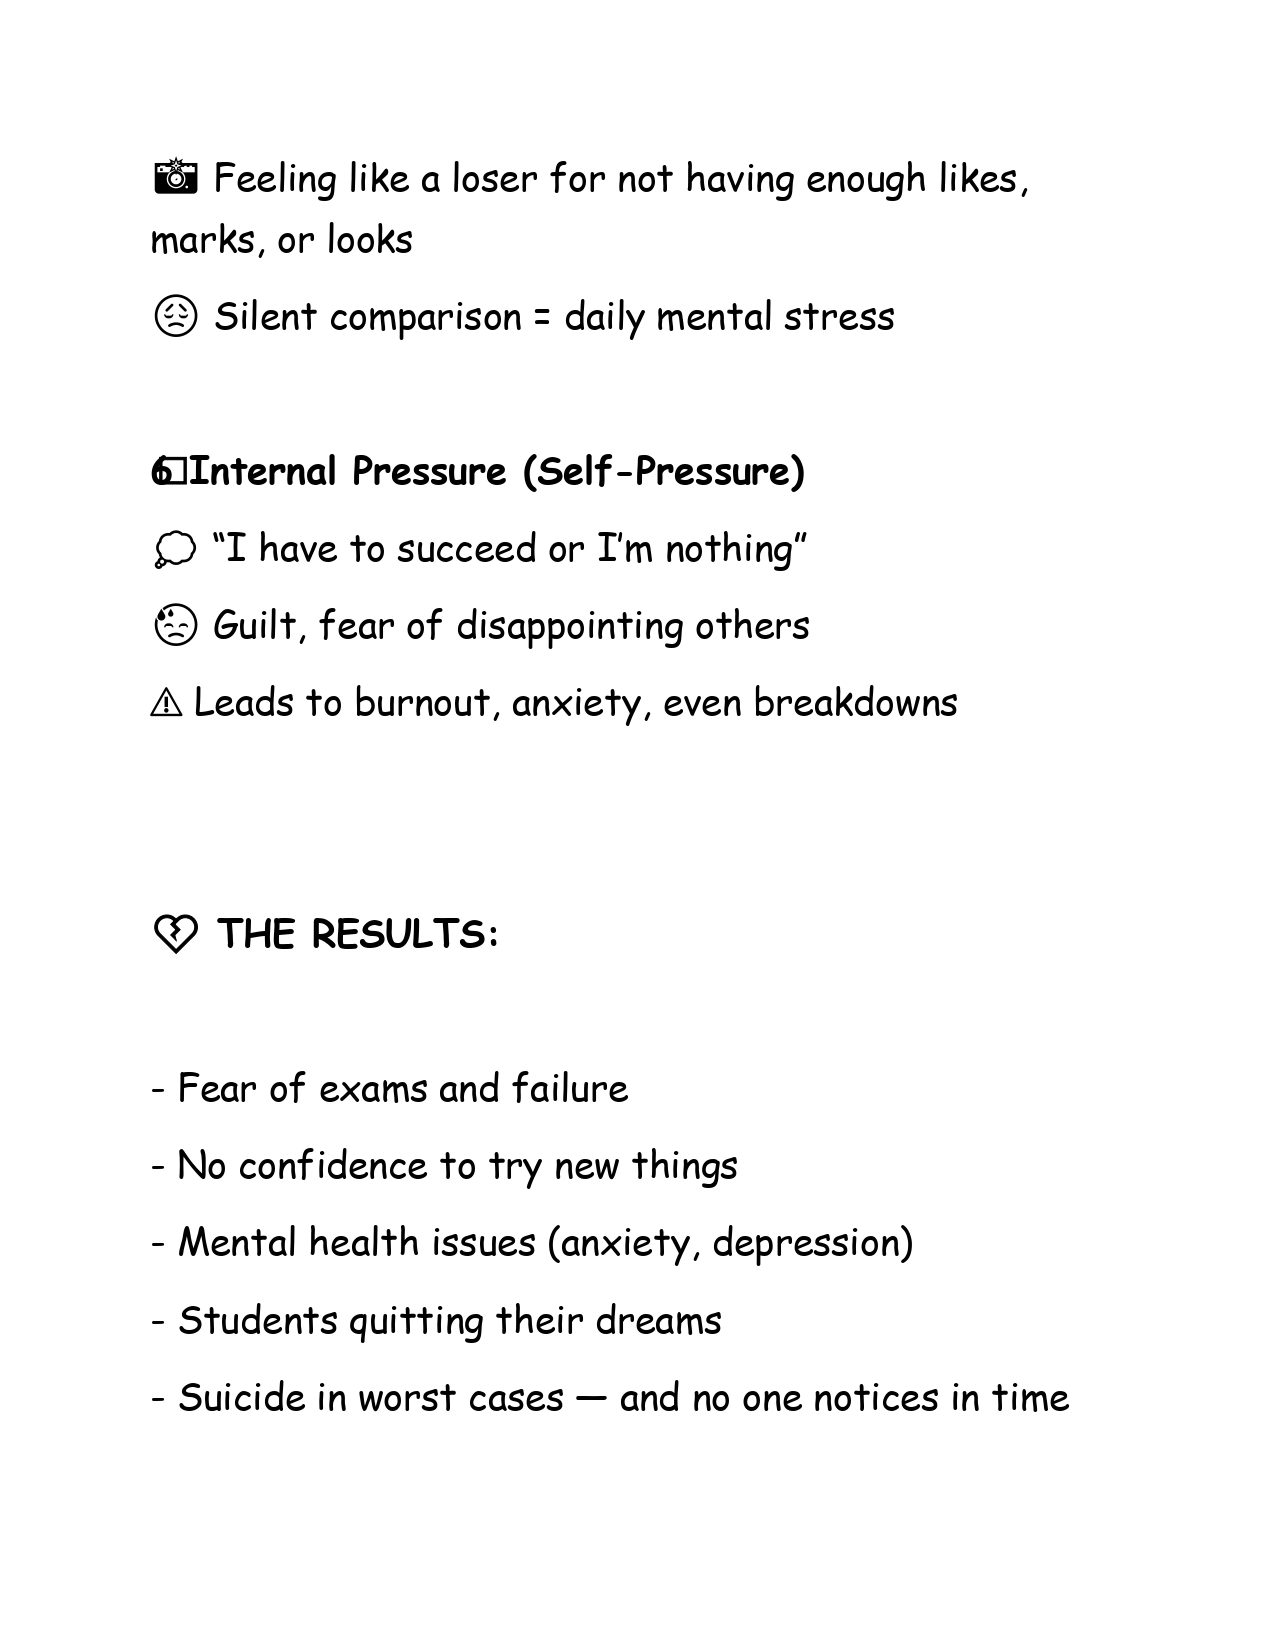 📸 Feeling like a loser for not having enough likes,
marks, or looks
😔 Silent comparison = daily mental stress
6️⃣Internal Pressure (Self-Pressure)
💭 “I have to succeed or I’m nothing”
😓 Guilt, fear of disappointing others
⚠ Leads to burnout, anxiety, even breakdowns
💔 THE RESULTS:
- Fear of exams and failure
- No confidence to try new things
- Mental health issues (anxiety, depression)
- Students quitting their dreams
- Suicide in worst cases — and no one notices in time